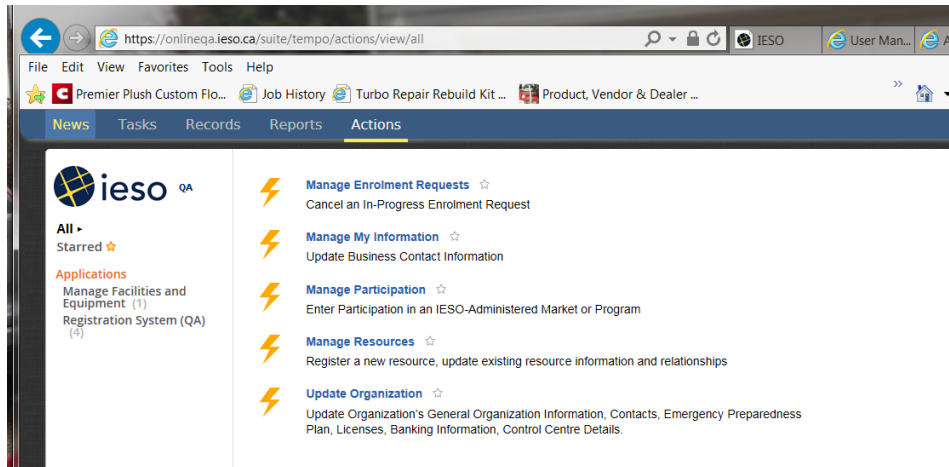 https://onlineqa.ieso.ca/suite/tempo/actions/view/all
IESO
User Man...
File Edit View Favorites Tools Help
Premier Plush Custom Flo... Job History Turbo Repair Rebuild Kit ... Product, Vendor & Dealer ...
News Tasks Records Reports Actions
ieso QA
All
Starred
Applications
Manage Facilities and
Equipment (1)
Registration System (QA)
(4)
Manage Enrolment Requests
Cancel an In-Progress Enrolment Request
Manage My Information
Update Business Contact Information
Manage Participation
Enter Participation in an IESO-Administered Market or Program
Manage Resources
Register a new resource, update existing resource information and relationships
Update Organization
Update Organization's General Organization Information, Contacts, Emergency Preparedness
Plan, Licenses, Banking Information, Control Centre Details.